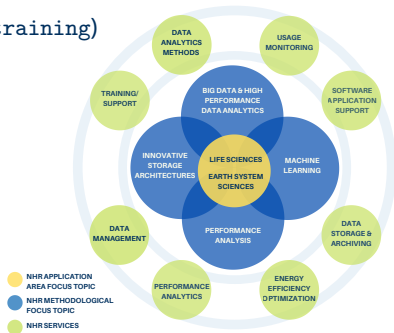 training)
DATA
ANALYTICS
METHODS
USAGE
MONITORING
TRAINING/
SUPPORT
BIG DATA & HIGH
PERFORMANCE
DATA ANALYTICS
SOFTWARE
APPLICATION
SUPPORT
INNOVATIVE
STORAGE
ARCHITECTURES
LIFE SCIENCES
EARTH SYSTEM
SCIENCES
MACHINE
LEARNING
DATA
MANAGEMENT
PERFORMANCE
ANALYSIS
DATA
STORAGE &
ARCHIVING
PERFORMANCE
ANALYTICS
ENERGY
EFFICIENCY
OPTIMIZATION
NHR APPLICATION
AREA FOCUS TOPIC
NHR METHODOLOGICAL
FOCUS TOPIC
NHR SERVICES